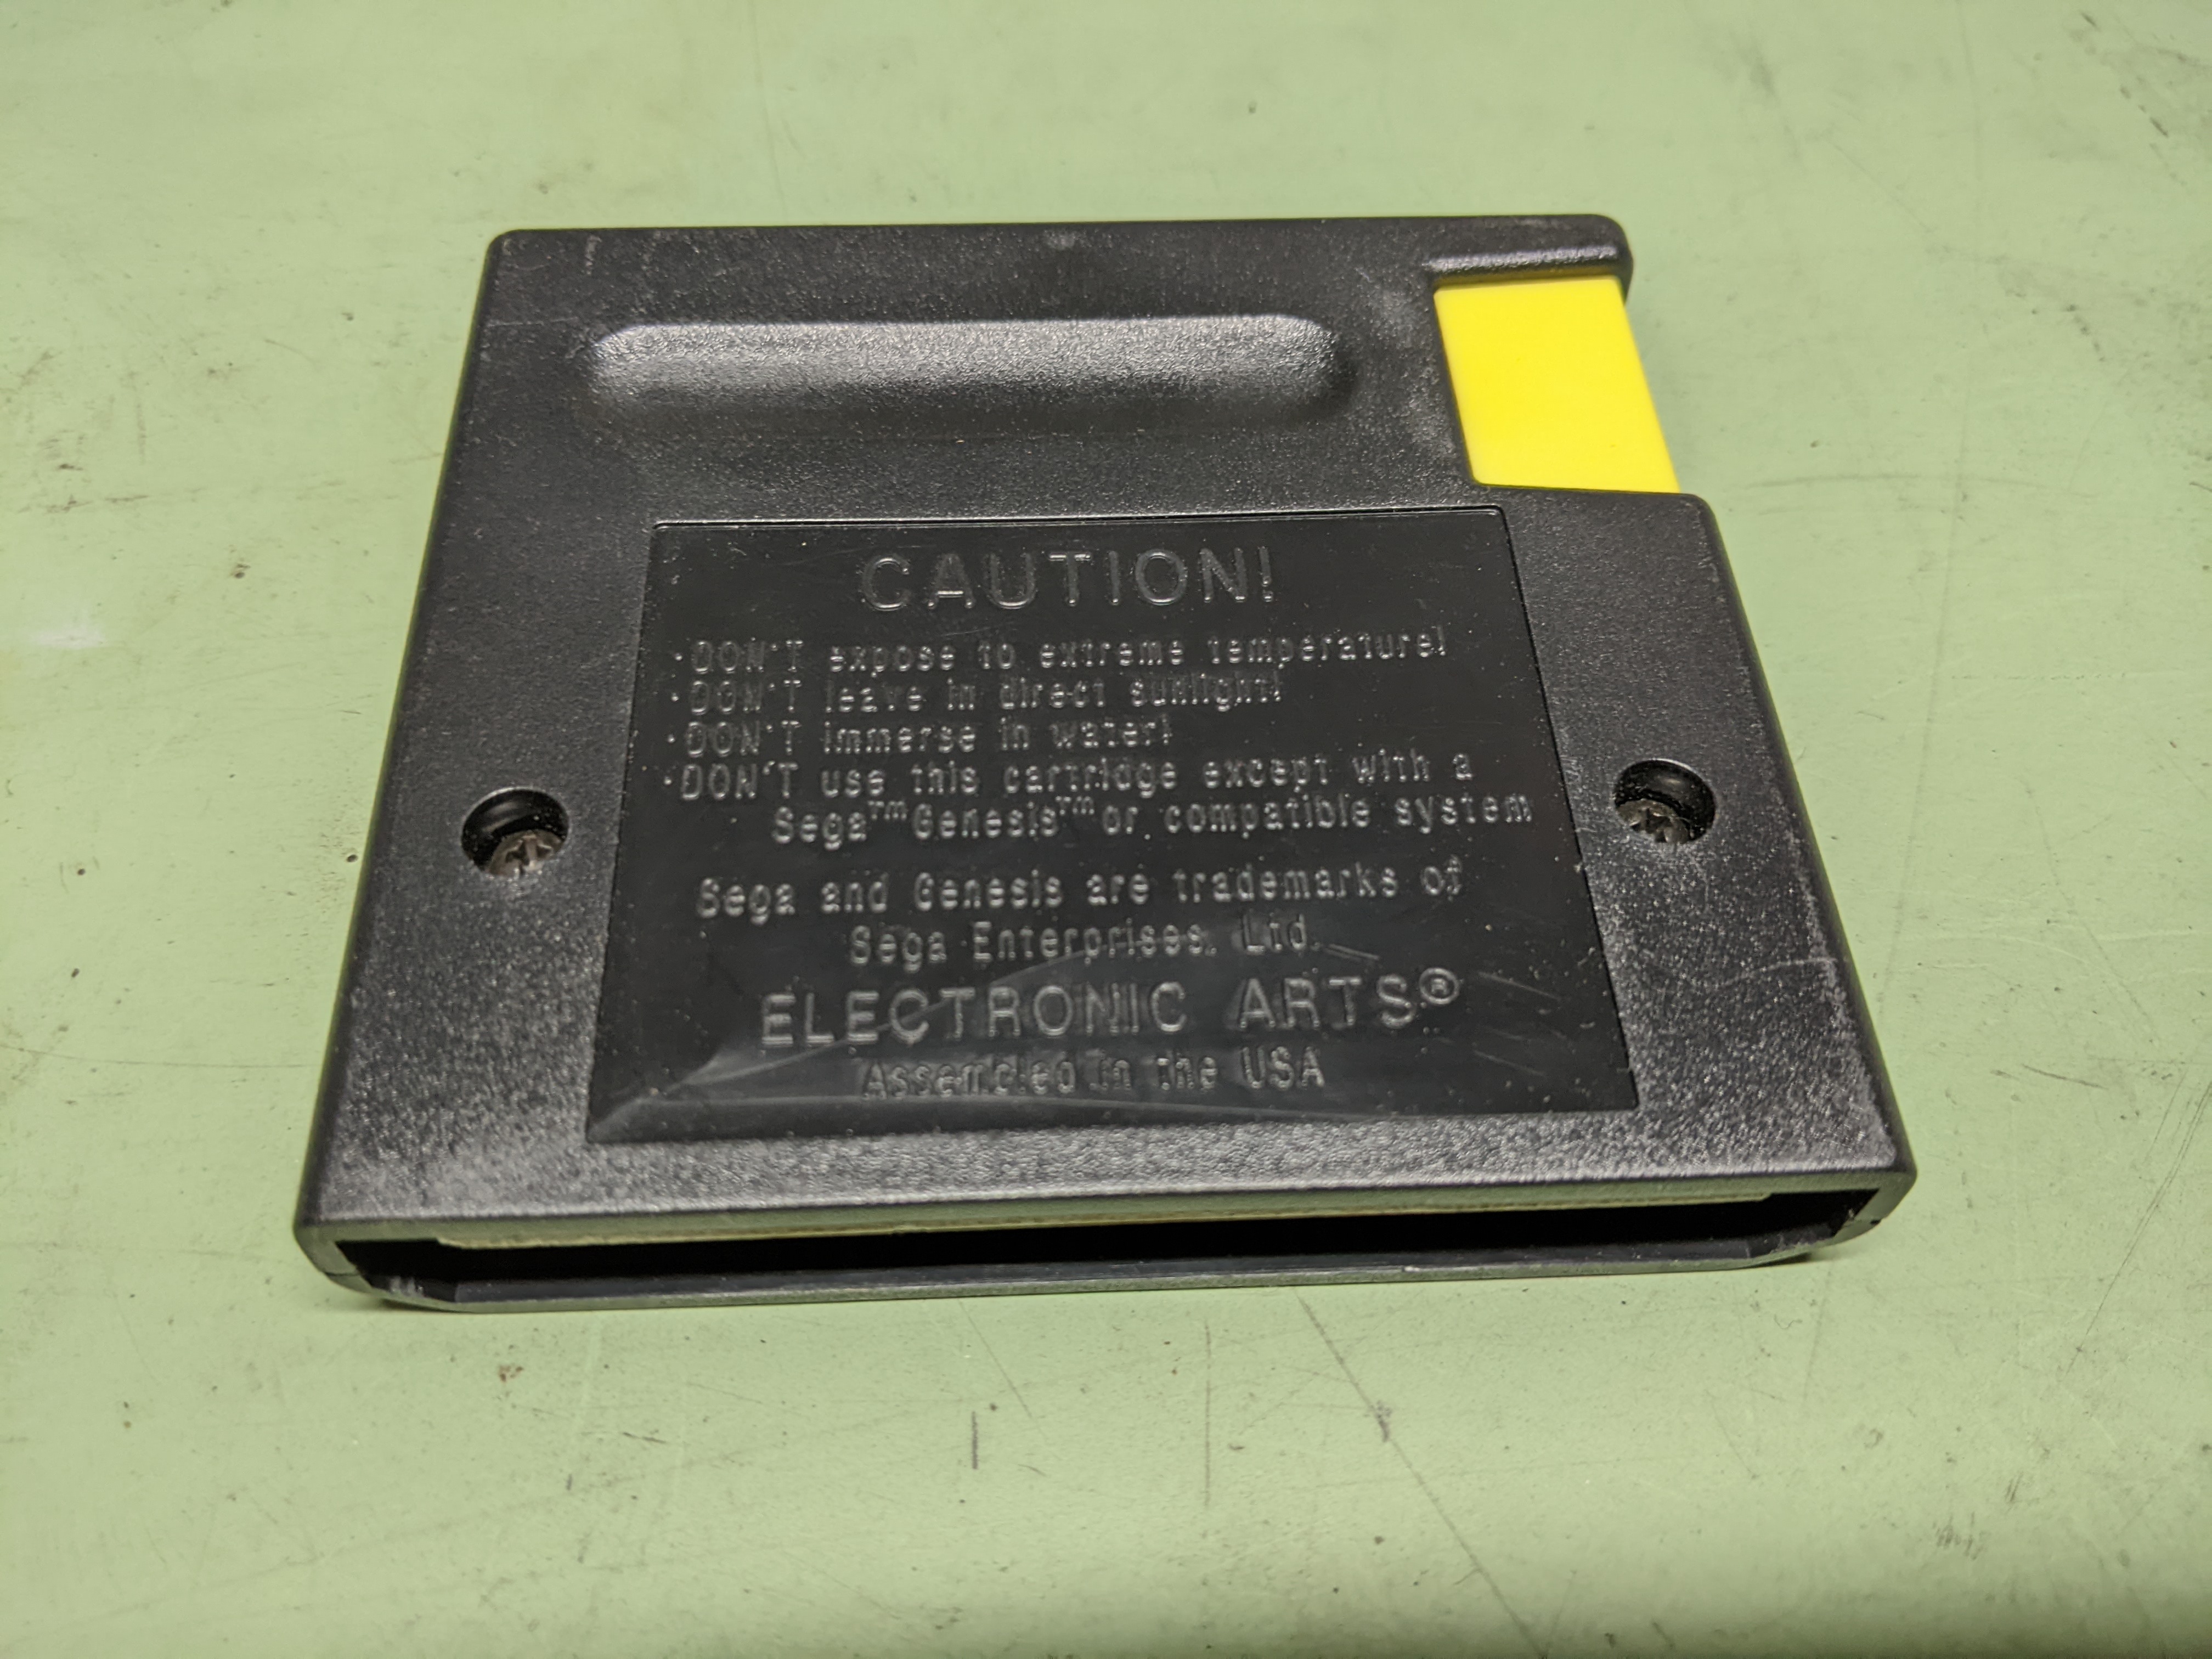 CAUTION!
·DON'T expose to extreme temperature!
·DON'T leave in direct sunlight!
·DON'T immerse in water!
·DON'T use this cartridge except with a
Sega™ Genesis™ or compatible system
Sega and Genesis are trademarks of
Sega Enterprises, Ltd.
ELECTRONIC ARTS®
Assembled in the USA